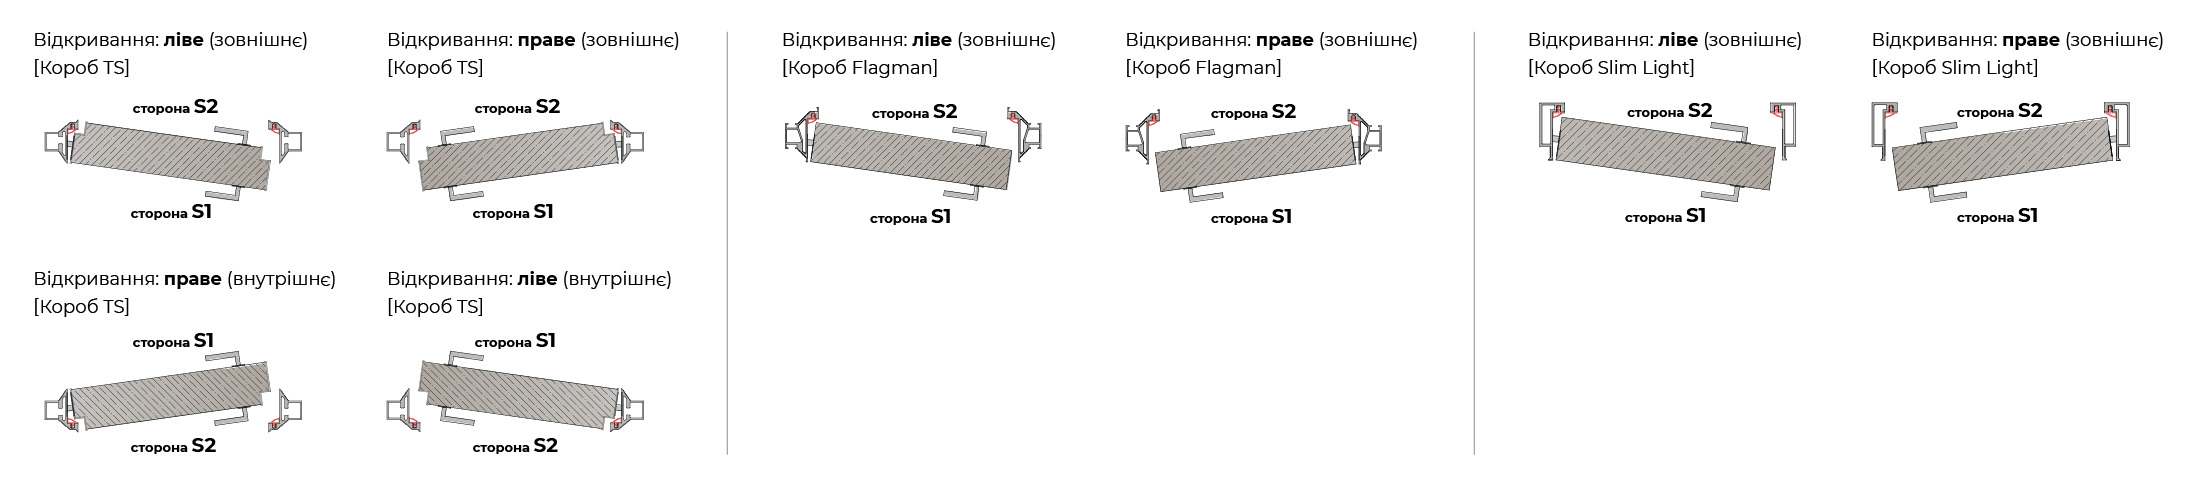 Відкривання: ліве (зовнішнє)
[Короб TS]
сторона S2
сторона S1
Відкривання: праве (зовнішнє)
[Короб TS]
сторона S2
сторона S1
Відкривання: праве (внутрішнє)
[Короб TS]
сторона S1
сторона S2
Відкривання: ліве (внутрішнє)
[Короб TS]
сторона S1
сторона S2
Відкривання: ліве (зовнішнє)
[Короб Flagman]
сторона S2
сторона S1
Відкривання: праве (зовнішнє)
[Короб Flagman]
сторона S2
сторона S1
Відкривання: ліве (зовнішнє)
[Короб Slim Light]
сторона S2
сторона S1
Відкривання: праве (зовнішнє)
[Короб Slim Light]
сторона S2
сторона S1